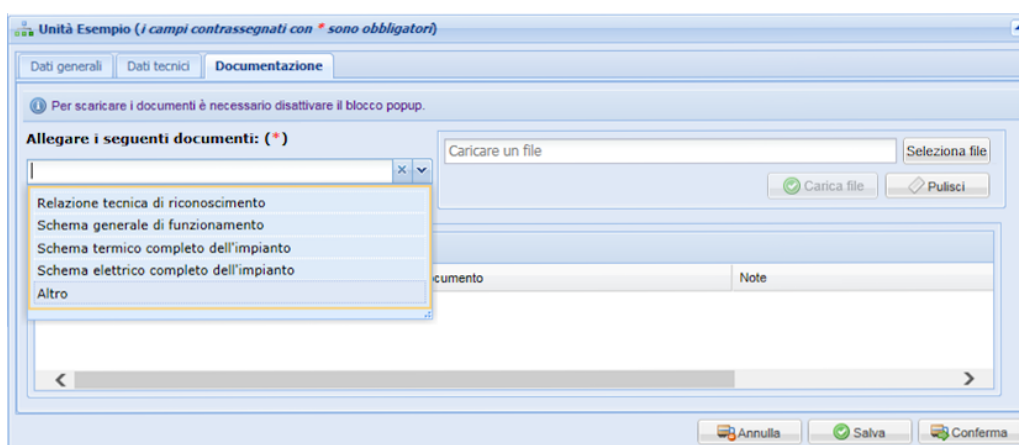 Unità Esempio (i campi contrassegnati con * sono obbligatori)
Dati generali Dati tecnici Documentazione
Per scaricare i documenti è necessario disattivare il blocco popup.
Allegare i seguenti documenti: (*)
Caricare un file Seleziona file
Carica file Pulisci
Relazione tecnica di riconoscimento
Schema generale di funzionamento
Schema termico completo dell'impianto
Schema elettrico completo dell'impianto
Altro
cumento Note
Annulla Salva Conferma